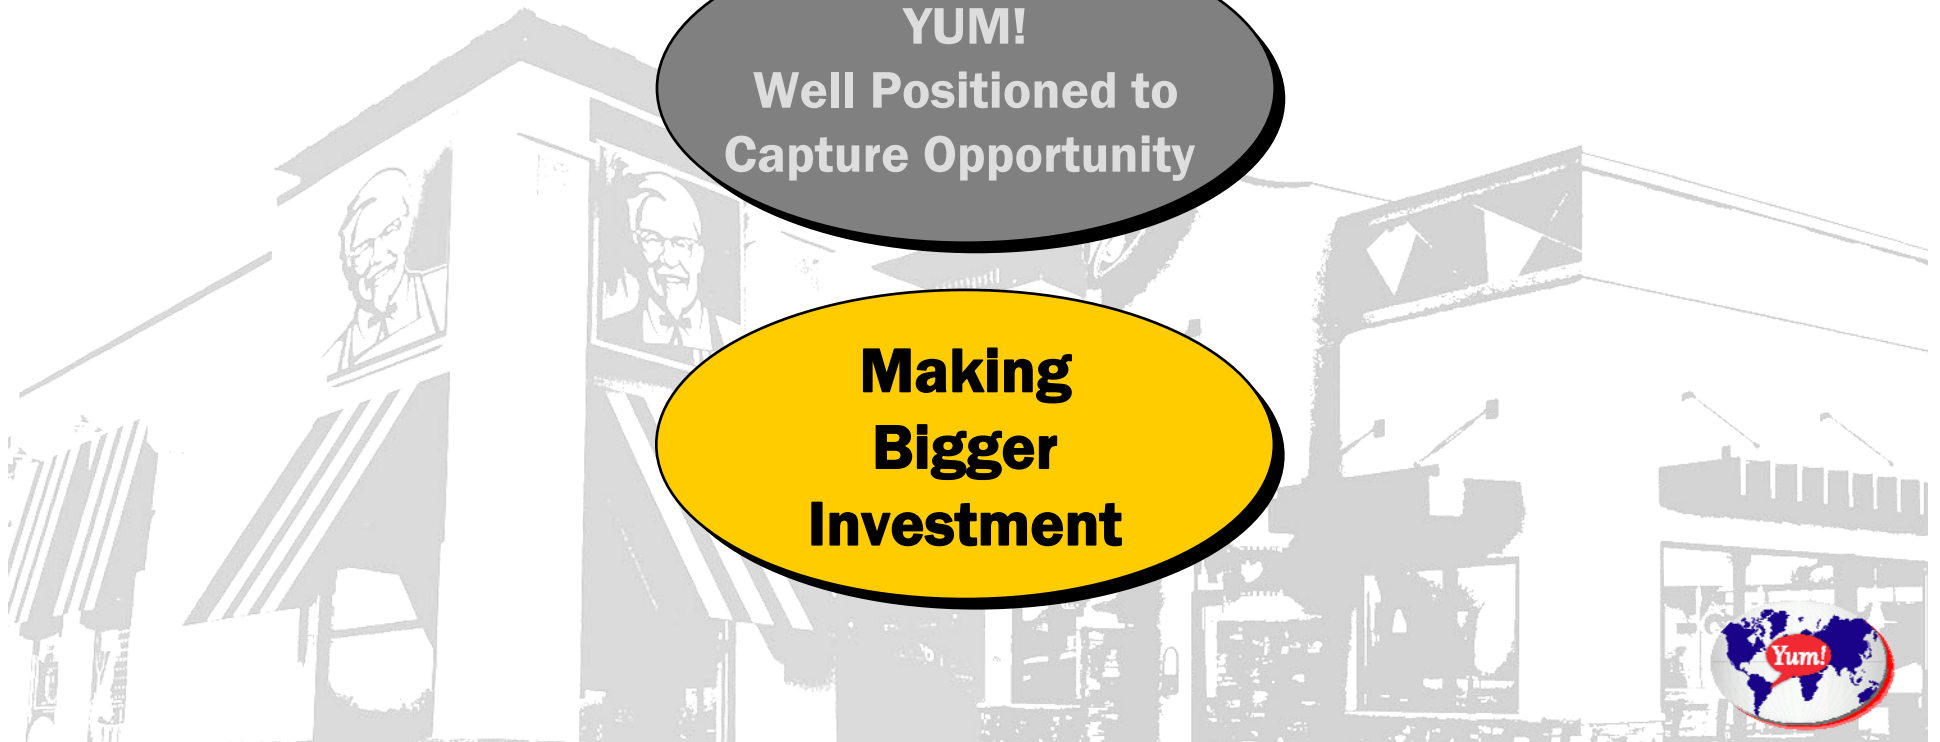 YUM!
Well Positioned to
Capture Opportunity
Making
Bigger
Investment
Yum!